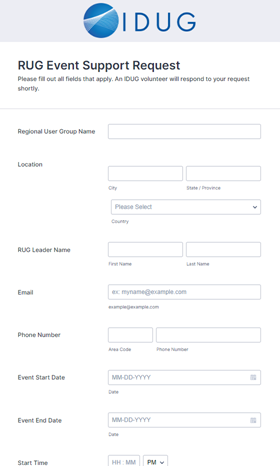 IDUG
RUG Event Support Request
Please fill out all fields that apply. An IDUG volunteer will respond to your request
shortly.
Regional User Group Name
Location
City State / Province
Please Select
Country
RUG Leader Name
First Name Last Name
Email
ex: myname@example.com
example@example.com
Phone Number
Area Code Phone Number
Event Start Date
MM-DD-YYYY
Date
Event End Date
MM-DD-YYYY
Date
Start Time
HH : MM PM